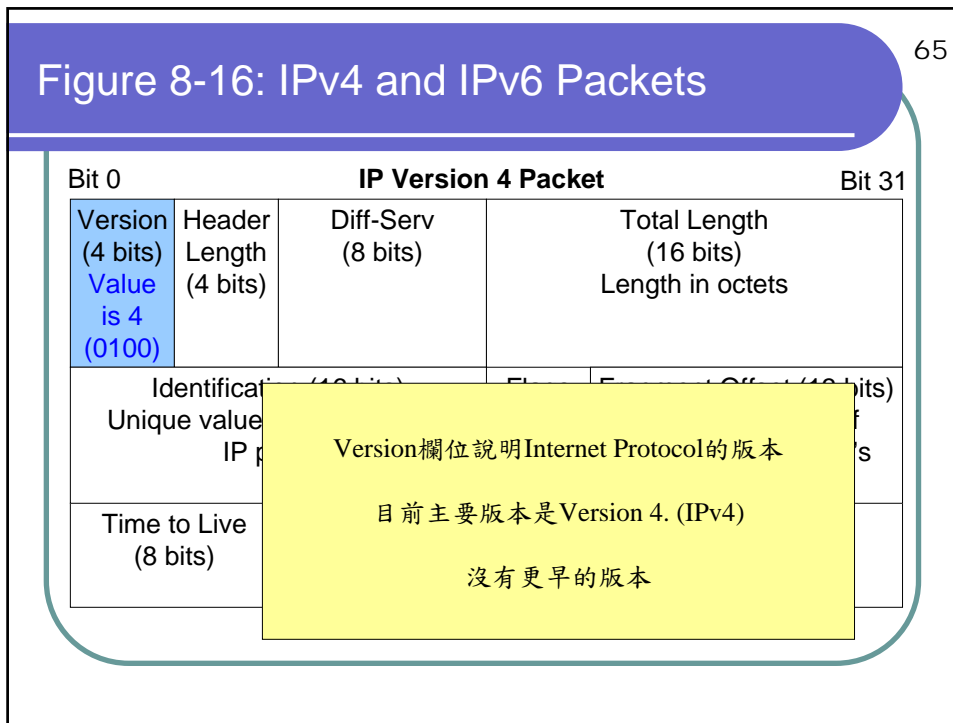 65
Figure 8-16: IPv4 and IPv6 Packets
Bit 0 IP Version 4 Packet Bit 31
Version
(4 bits)
Value
is 4
(0100)
Header
Length
(4 bits)
Diff-Serv
(8 bits)
Total Length
(16 bits)
Length in octets
Unique value
IP
Time to Live
(8 bits)
Version欄位說明Internet Protocol的版本
目前主要版本是Version 4. (IPv4)
沒有更早的版本